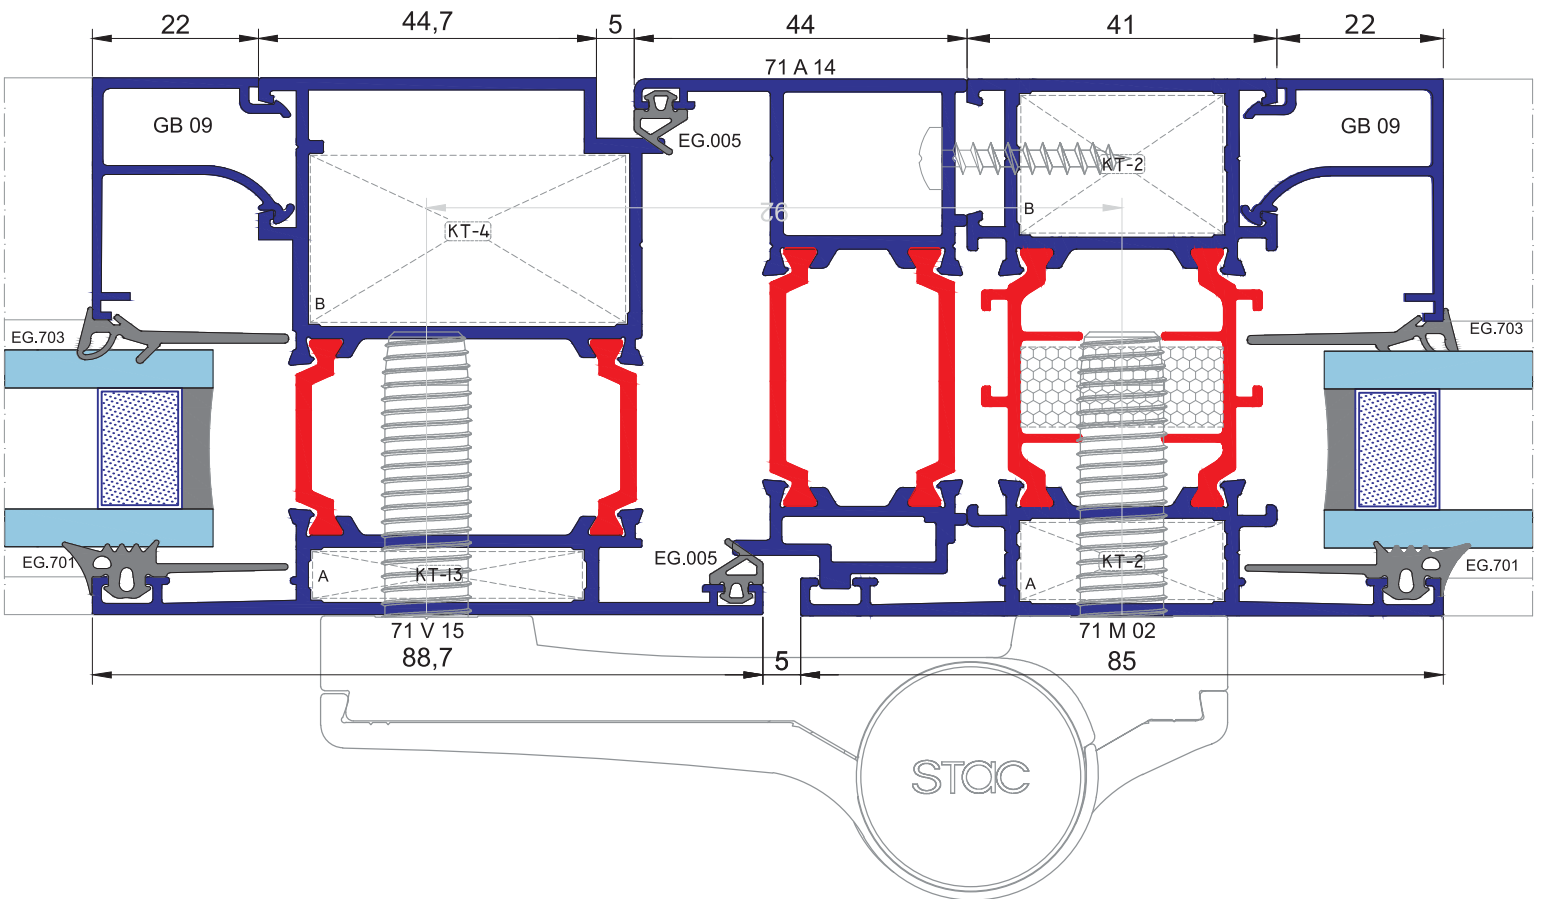 22 44,7 5 44 41 22
71 A 14
GB 09
EG.005
GB 09
KT-2
B
92
KT-4
B
EG.703
EG.703
EG.701
EG.005
A
KT-13
KT-2
A
EG.701
71 V 15
71 M 02
88,7 5 85
STAC